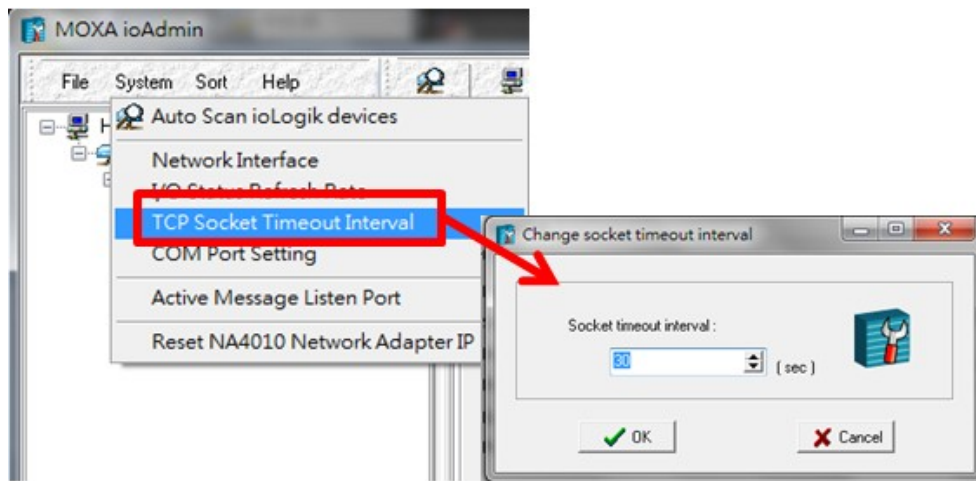 MOXA ioAdmin
File System Sort Help
H
Auto Scan ioLogik devices
Network Interface
I/O Status Refresh Rate
TCP Socket Timeout Interval
COM Port Setting
Active Message Listen Port
Reset NA4010 Network Adapter IP
Change socket timeout interval
Socket timeout interval :
30
( sec )
OK Cancel